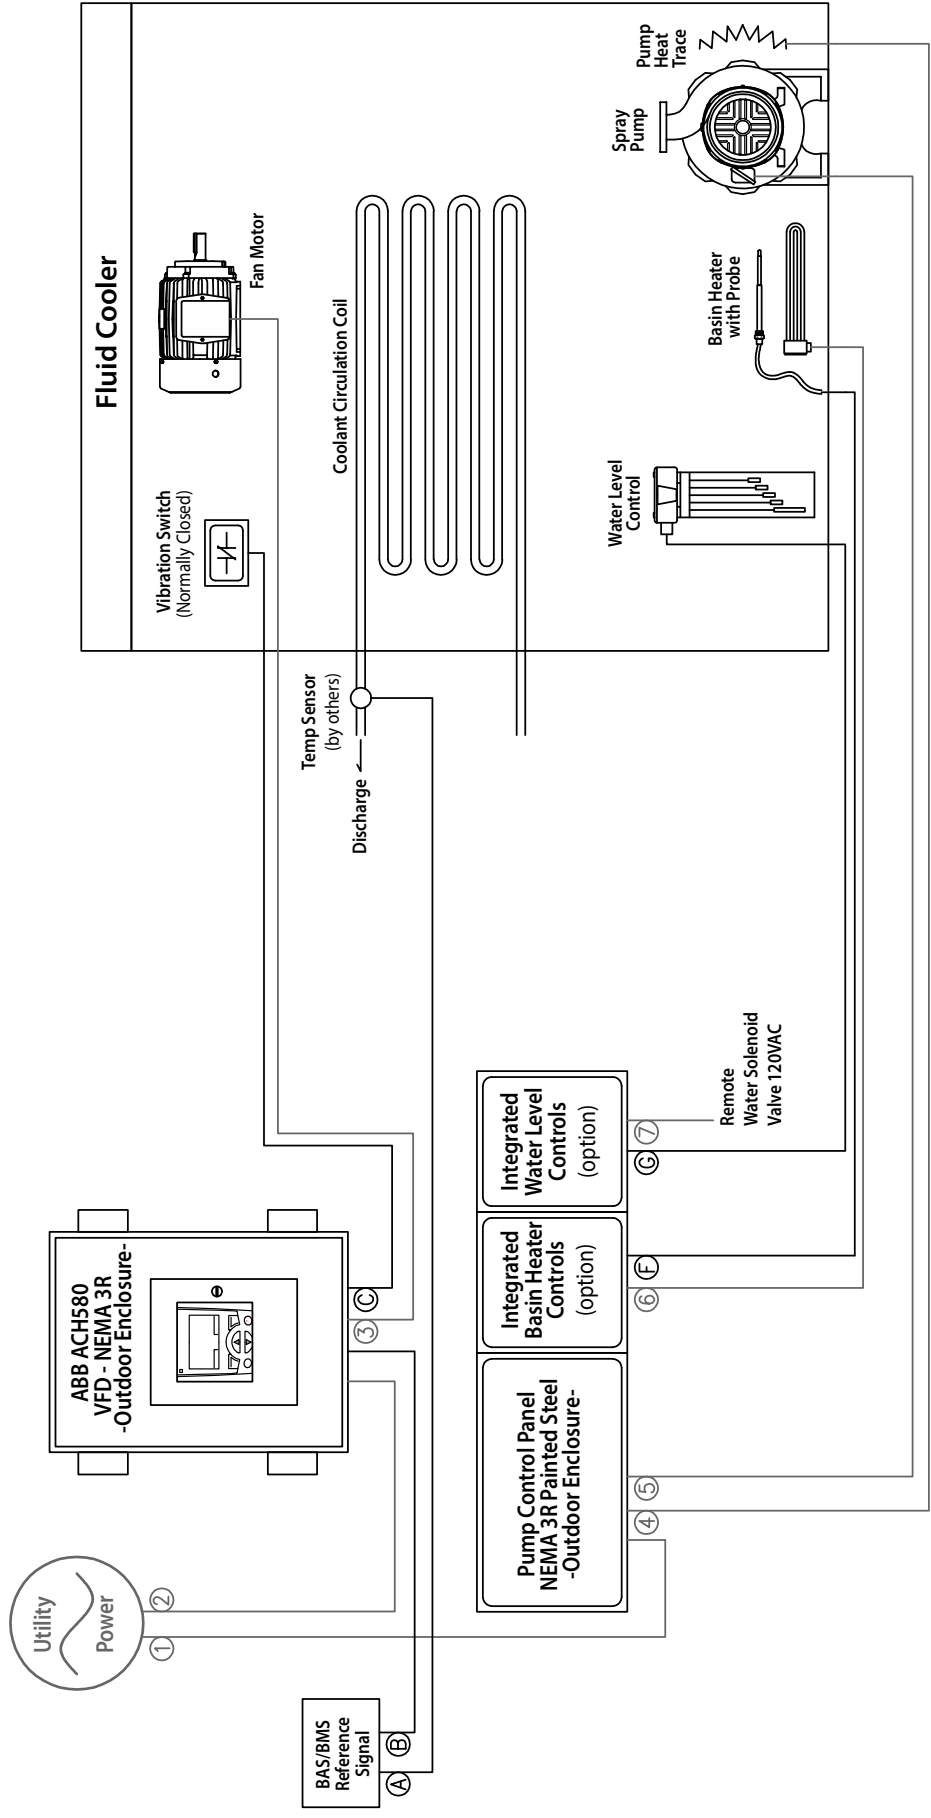 Fluid Cooler
Utility
Power
1
2
ABB ACH580
VFD - NEMA 3R
-Outdoor Enclosure-
3
C
Vibration Switch
(Normally Closed)
Fan Motor
BAS/BMS
Reference
Signal
A
B
Temp Sensor
(by others)
Discharge
Coolant Circulation Coil
Pump Control Panel
NEMA 3R Painted Steel
-Outdoor Enclosure-
Integrated
Basin Heater
Controls
(option)
Integrated
Water Level
Controls
(option)
4
5
6
F
G
7
Remote
Water Solenoid
Valve 120VAC
Water Level
Control
Basin Heater
with Probe
Spray
Pump
Pump
Heat
Trace